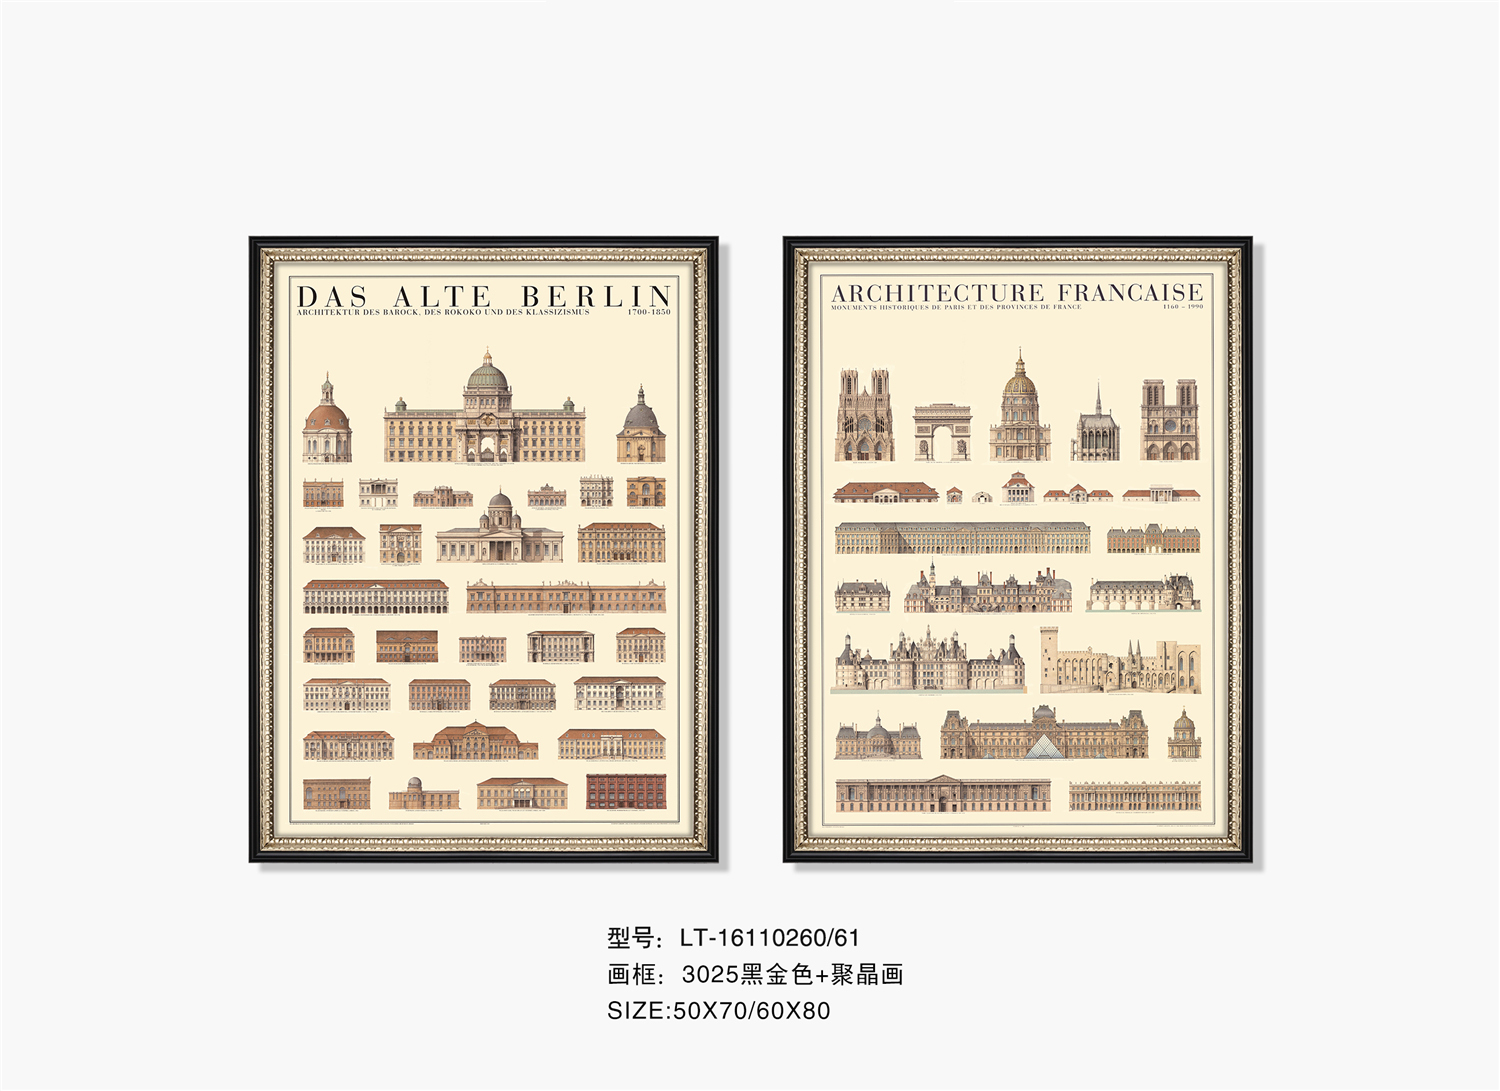 DAS ALTE BERLIN
ARCHITEKTUR DES BAROCK, DES ROKOKO UND DES KLASSIZISMUS 1700-1850
ARCHITECTURE FRANCAISE
MONUMENTS HISTORIQUES DE PARIS ET DES PROVINCES DE FRANCE 1160 - 1990
型号：LT-16110260/61
画框：3025黑金色+聚晶画
SIZE:50X70/60X80